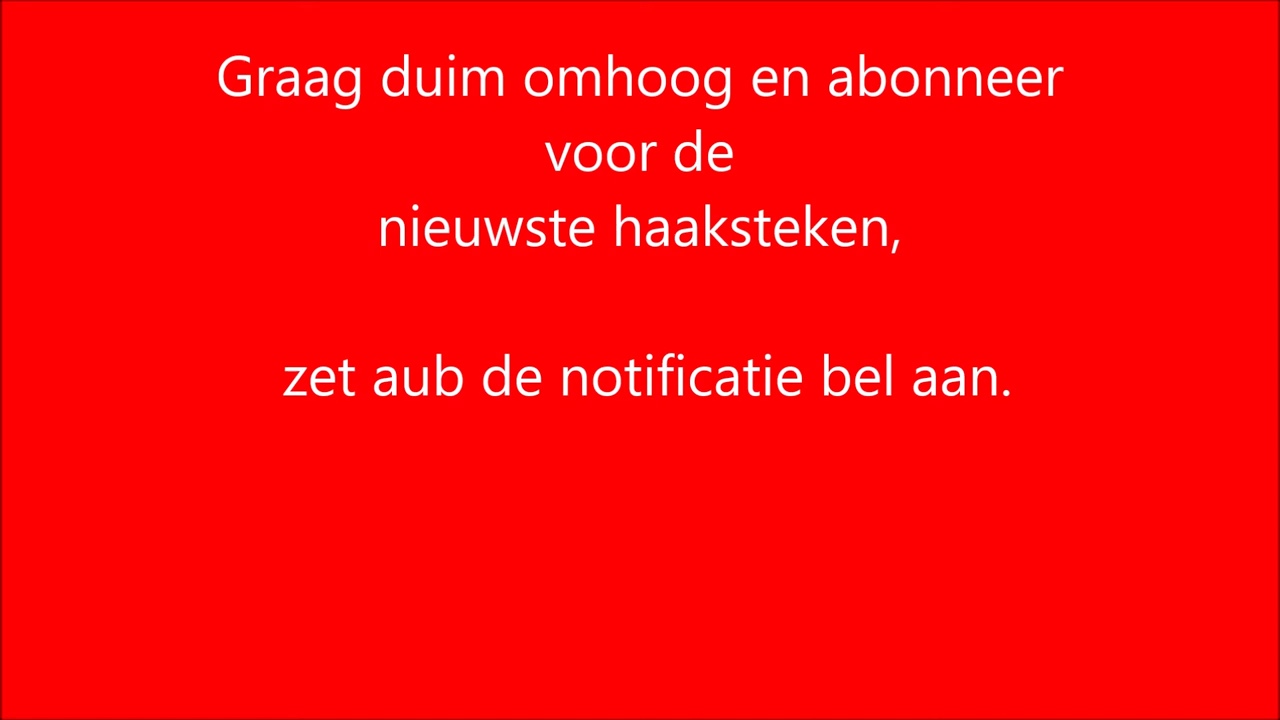 Graag duim omhoog en abonneer
voor de
nieuwste haaksteken,
zet aub de notificatie bel aan.